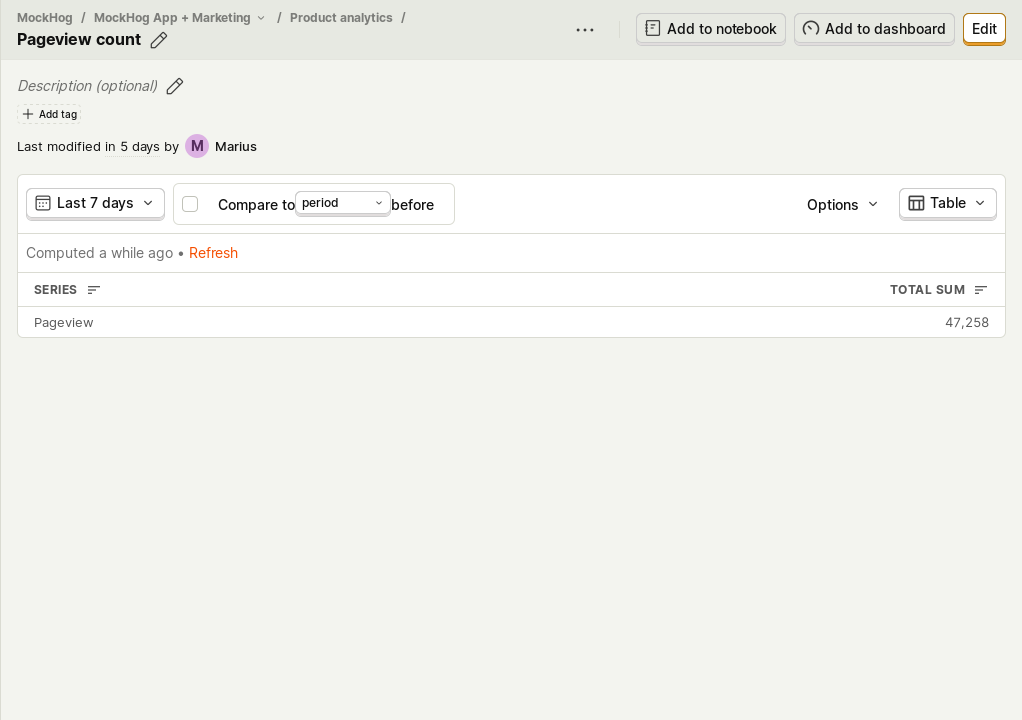 MockHog / MockHog App + Marketing / Product analytics /
Pageview count
Add to notebook
Add to dashboard
Edit
Description (optional)
Add tag
Last modified in 5 days by M Marius
Last 7 days
Compare to period before
Options
Table
Computed a while ago • Refresh
SERIES TOTAL SUM
Pageview 47,258